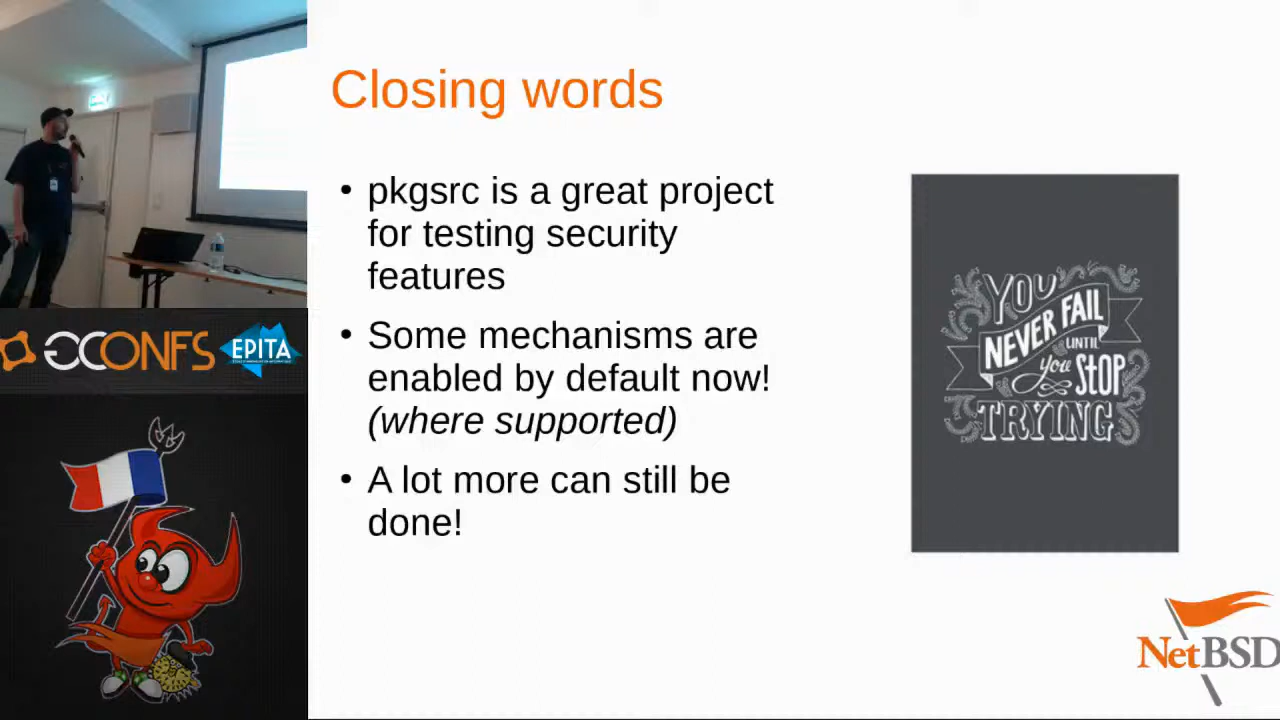 Closing words
• pkgsrc is a great project
for testing security
features
• Some mechanisms are
enabled by default now!
(where supported)
• A lot more can still be
done!
YOU
NEVER FAIL
UNTIL
you STOP
TRYING
GCONFS
EPITA
NetBSD